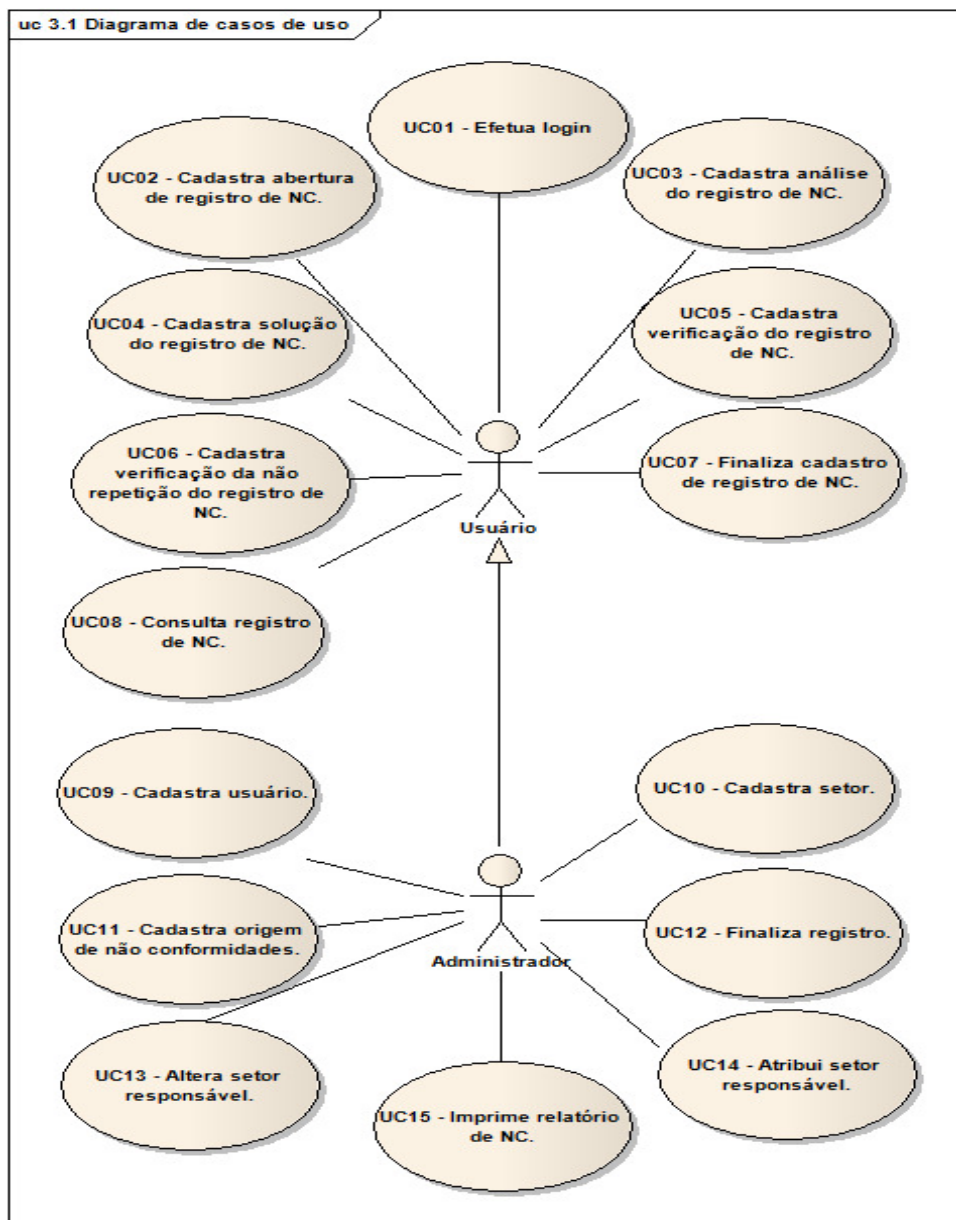 uc 3.1 Diagrama de casos de uso
UC01 - Efetua login
UC02 - Cadastra abertura
de registro de NC.
UC03 - Cadastra análise
do registro de NC.
UC04 - Cadastra solução
do registro de NC.
UC05 - Cadastra
verificação do registro
de NC.
UC06 - Cadastra
verificação da não
repetição do registro de
NC.
UC07 - Finaliza cadastro
de registro de NC.
Usuário
UC08 - Consulta registro
de NC.
UC09 - Cadastra usuário.
UC10 - Cadastra setor.
UC11 - Cadastra origem
de não conformidades.
UC12 - Finaliza registro.
Administrador
UC13 - Altera setor
responsável.
UC14 - Atribui setor
responsável.
UC15 - Imprime relatório
de NC.